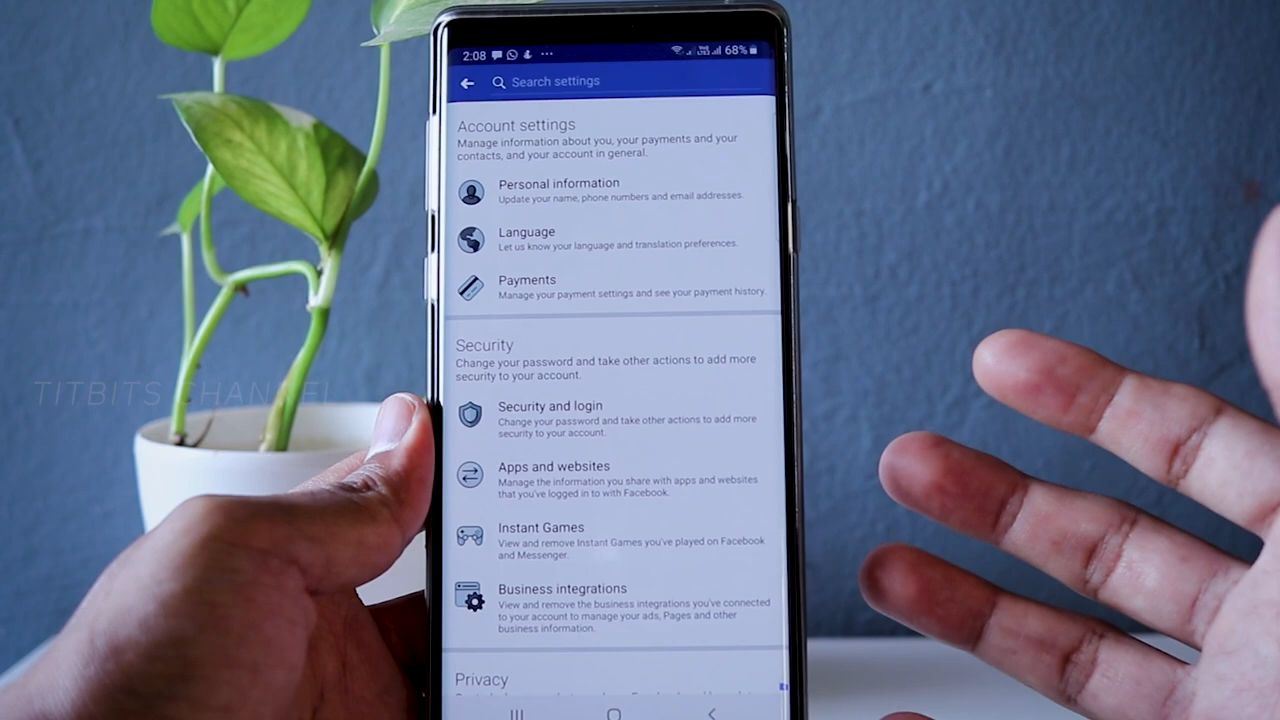 2:08
68%
Search settings
Account settings
Manage information about you, your payments and your
contacts, and your account in general.
Personal information
Update your name, phone numbers and email addresses.
Language
Let us know your language and translation preferences.
Payments
Manage your payment settings and see your payment history.
Security
Change your password and take other actions to add more
security to your account.
Security and login
Change your password and take other actions to add more
security to your account.
Apps and websites
Manage the information you share with apps and websites
that you've logged in to with Facebook.
Instant Games
View and remove Instant Games you've played on Facebook
and Messenger.
Business integrations
View and remove the business integrations you've connected
to your account to manage your ads, Pages and other
business information.
Privacy
TITBITS CHANNEL